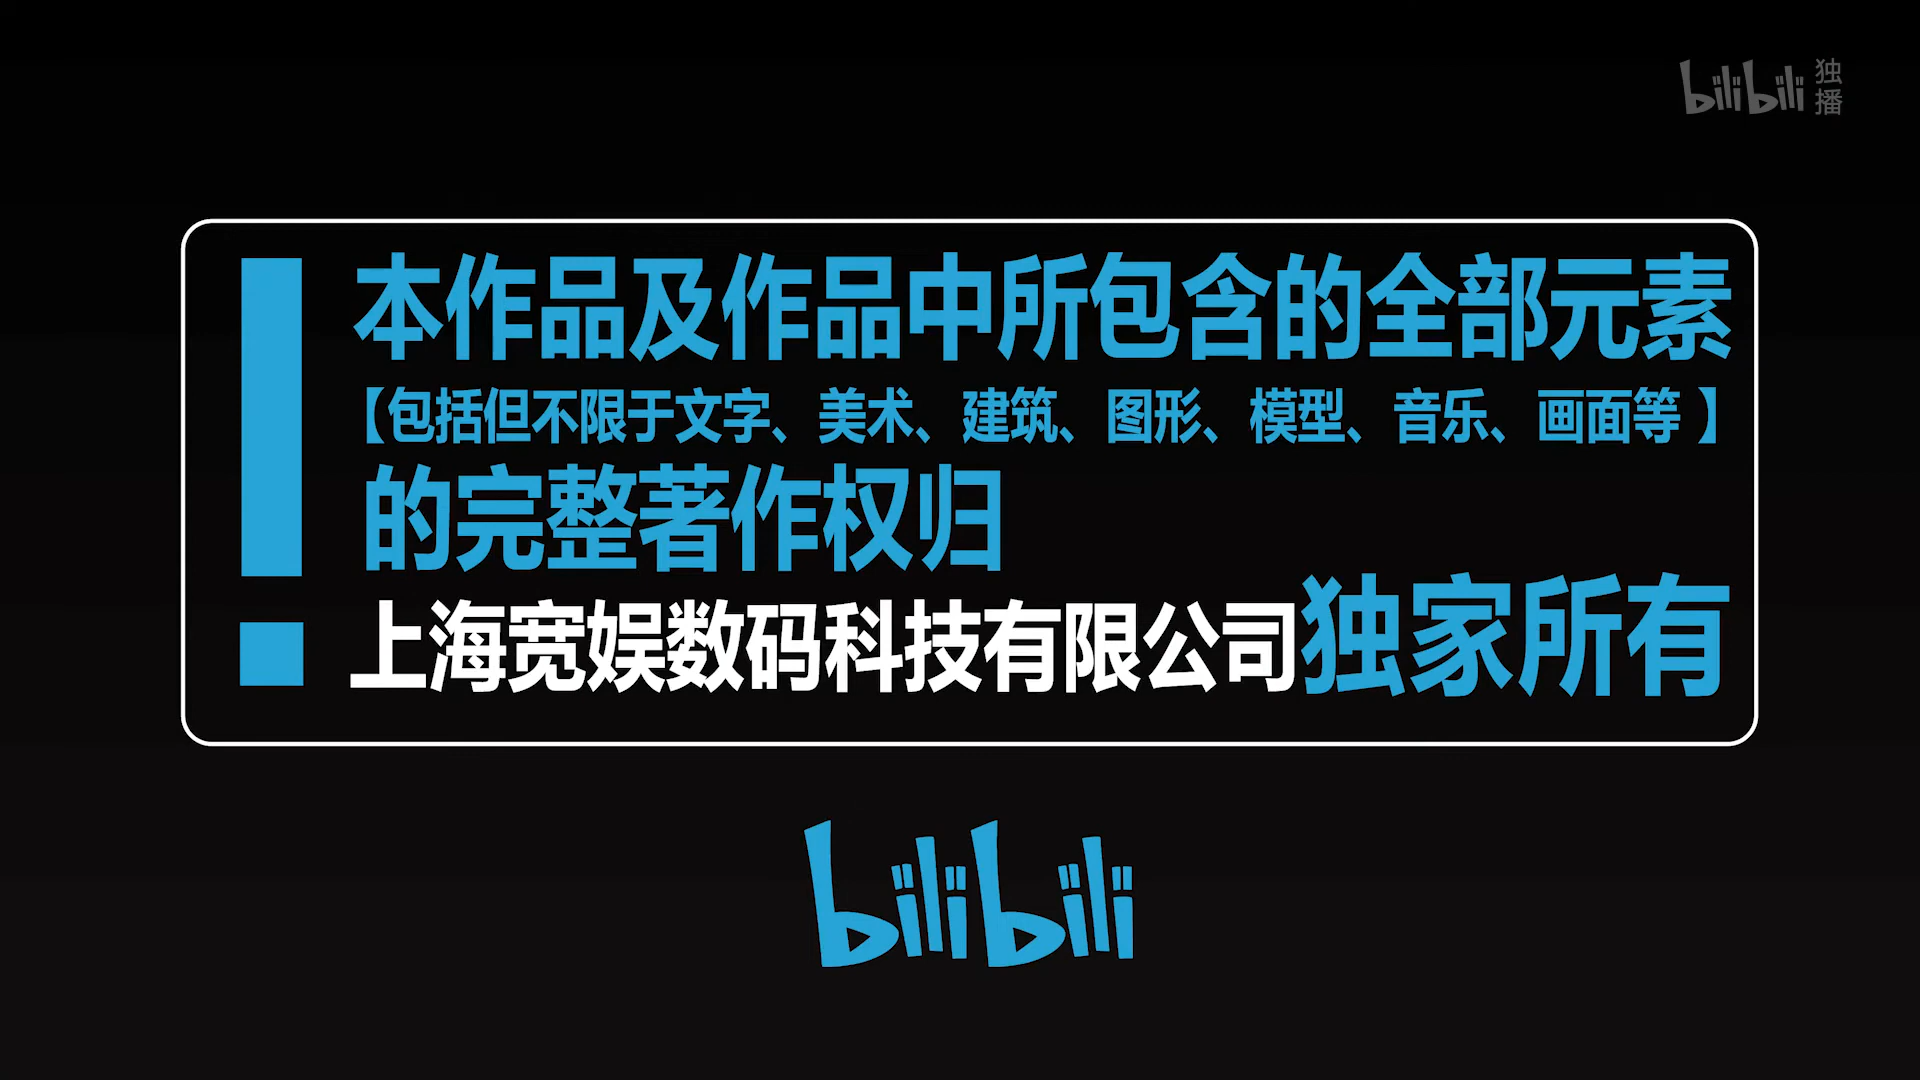 bilibili 独播
本作品及作品中所包含的全部元素
【包括但不限于文字、美术、建筑、图形、模型、音乐、画面等 】
的完整著作权归
上海宽娱数码科技有限公司独家所有
bilibili